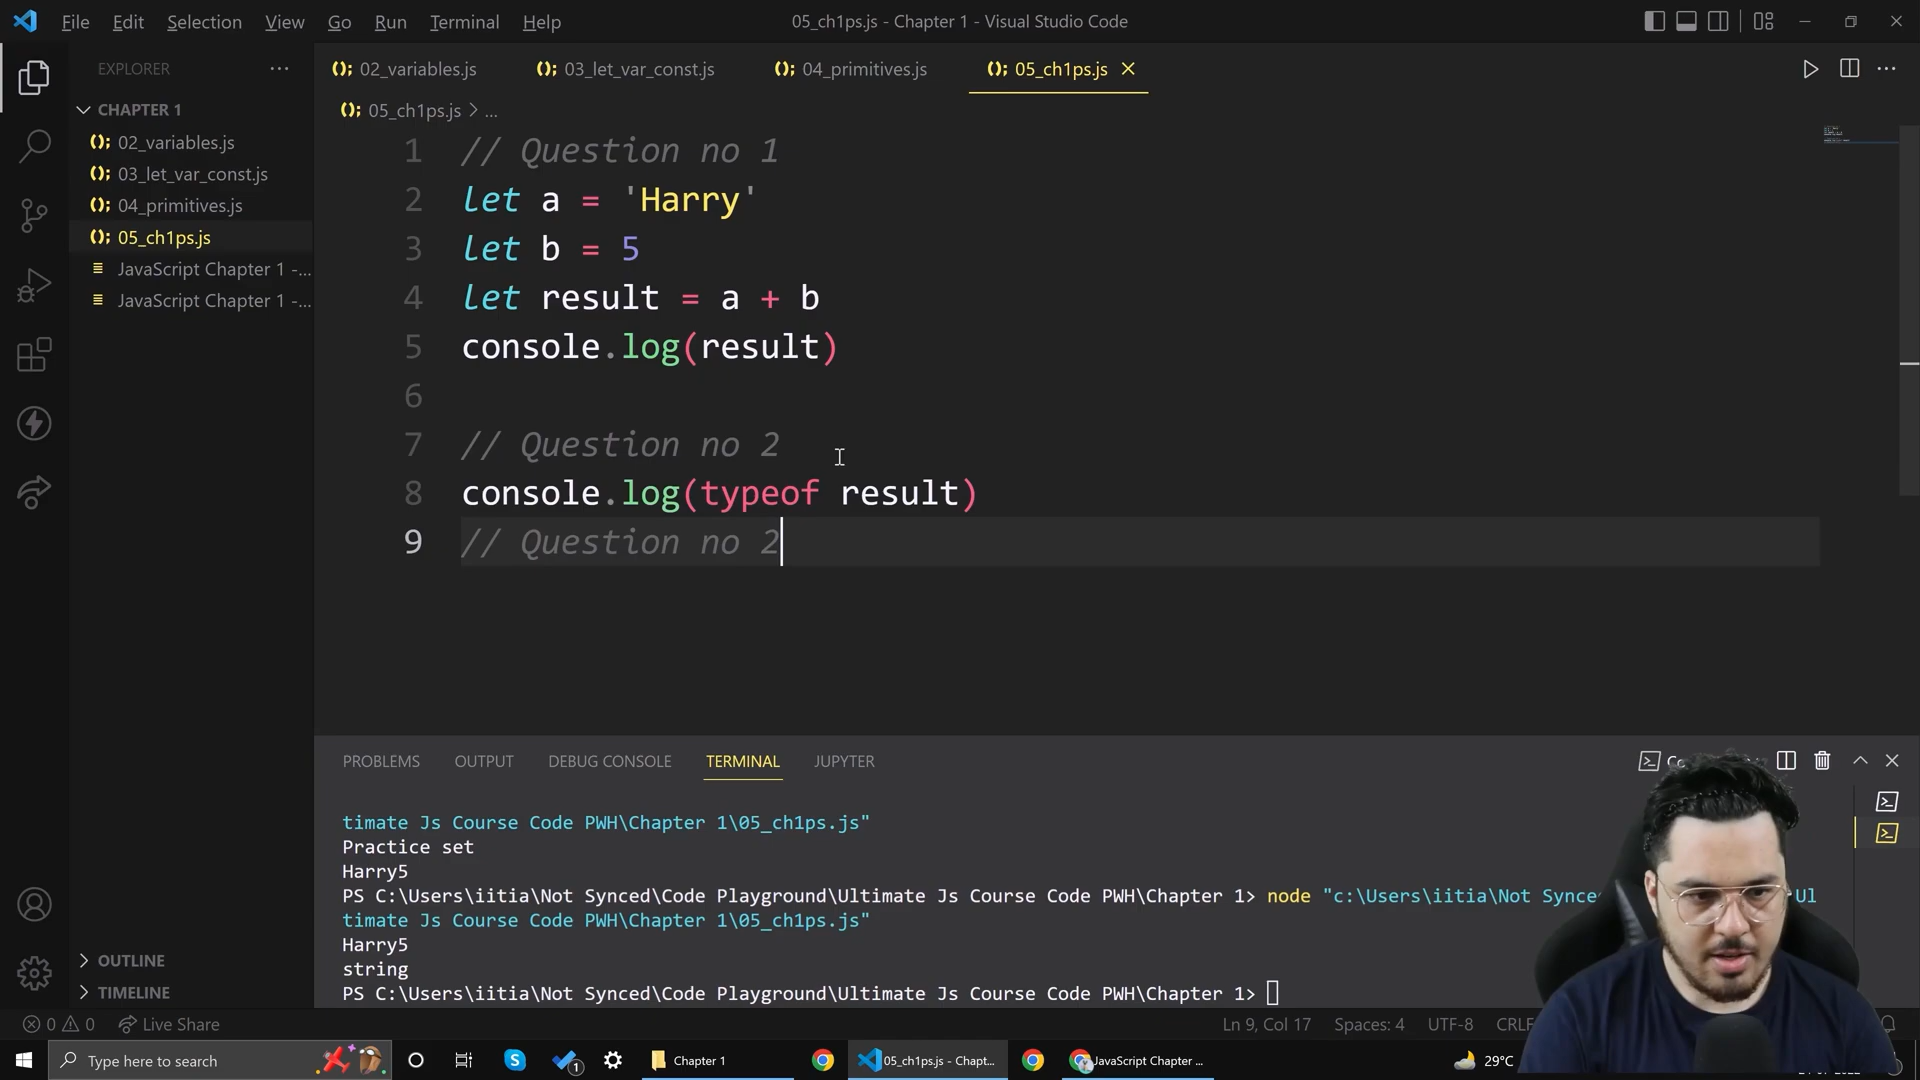 File Edit Selection View Go Run Terminal Help
05_ch1ps.js - Chapter 1 - Visual Studio Code
EXPLORER
CHAPTER 1
02_variables.js
03_let_var_const.js
04_primitives.js
05_ch1ps.js
JavaScript Chapter 1 -...
JavaScript Chapter 1 -...
OUTLINE
TIMELINE
02_variables.js 03_let_var_const.js 04_primitives.js 05_ch1ps.js
05_ch1ps.js > ...
1 // Question no 1
2 let a = 'Harry'
3 let b = 5
4 let result = a + b
5 console.log(result)
6
7 // Question no 2
8 console.log(typeof result)
9 // Question no 2
PROBLEMS OUTPUT DEBUG CONSOLE TERMINAL JUPYTER
timate Js Course Code PWH\Chapter 1\05_ch1ps.js"
Practice set
Harry5
PS C:\Users\iitia\Not Synced\Code Playground\Ultimate Js Course Code PWH\Chapter 1> node "c:\Users\iitia\Not Ul
timate Js Course Code PWH\Chapter 1\05_ch1ps.js"
Harry5
string
PS C:\Users\iitia\Not Synced\Code Playground\Ultimate Js Course Code PWH\Chapter 1>
0 0 Live Share Ln 9, Col 17 Spaces: 4 UTF-8
Type here to search 1 Chapter 1 05_ch1ps.js - Chapt... JavaScript Chapter ... 29°C